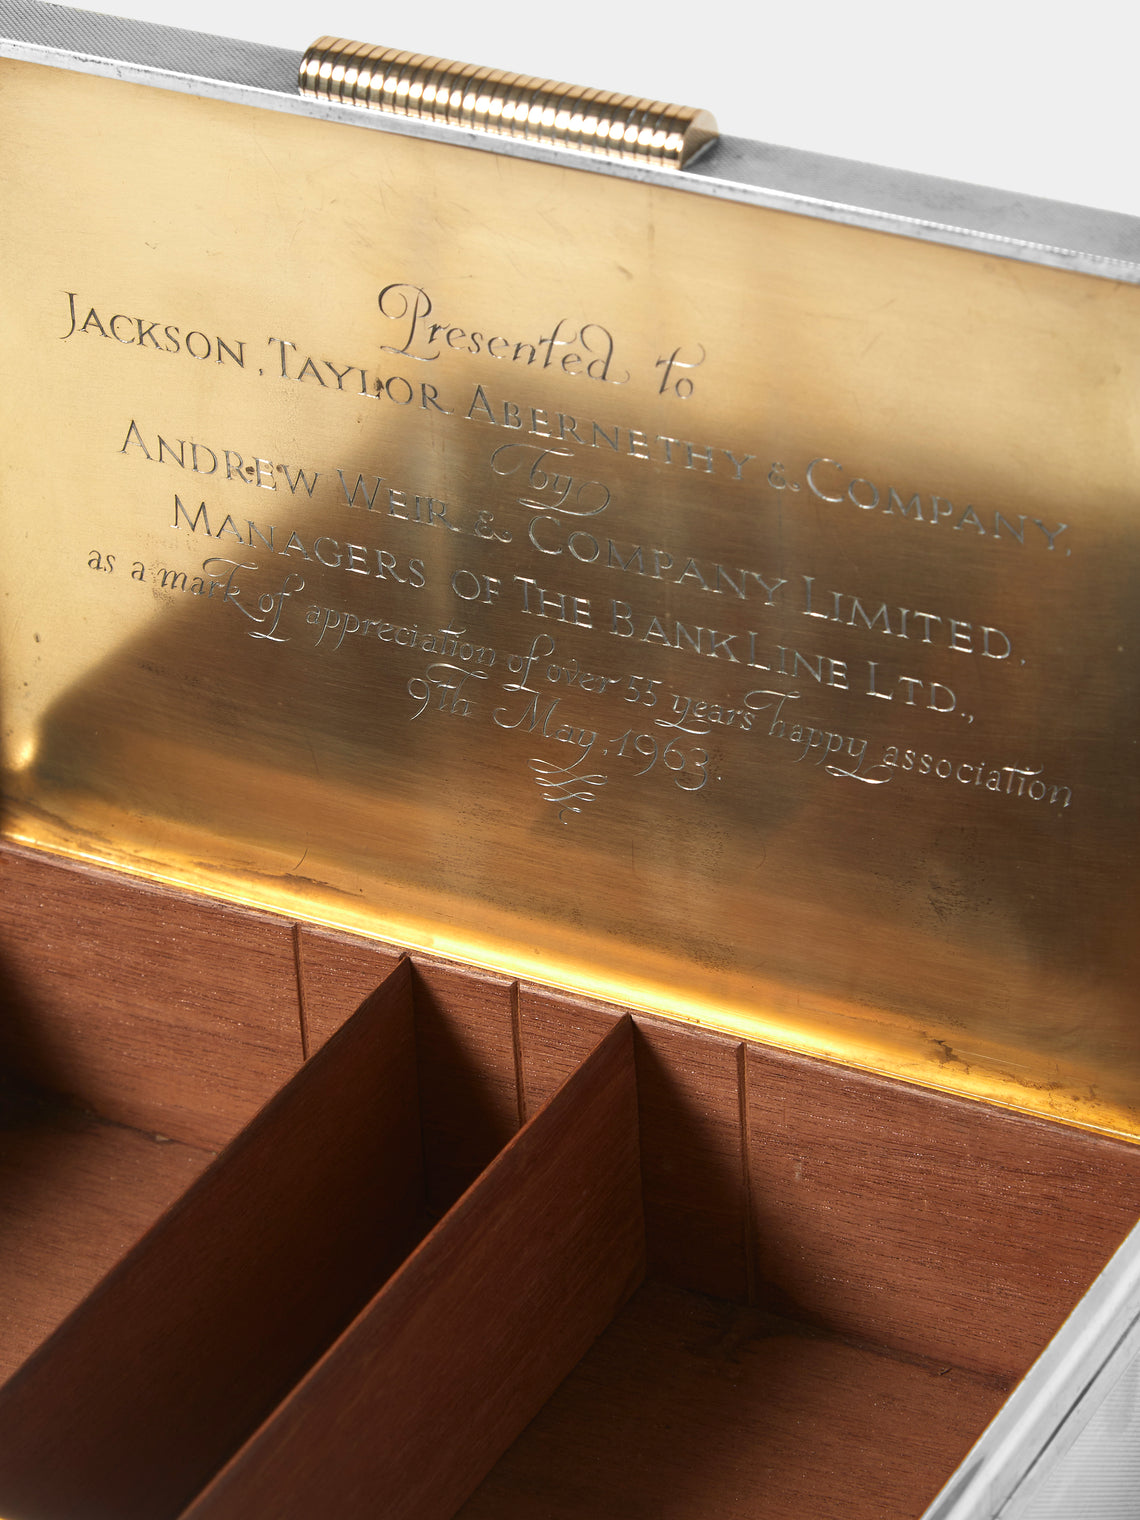 Presented to
JACKSON, TAYLOR ABERNETHY & COMPANY,
by
ANDREW WEIR & COMPANY LIMITED,
MANAGERS OF THE BANK LINE LTD.,
as a mark of appreciation of over 55 years happy association
9th May, 1963.